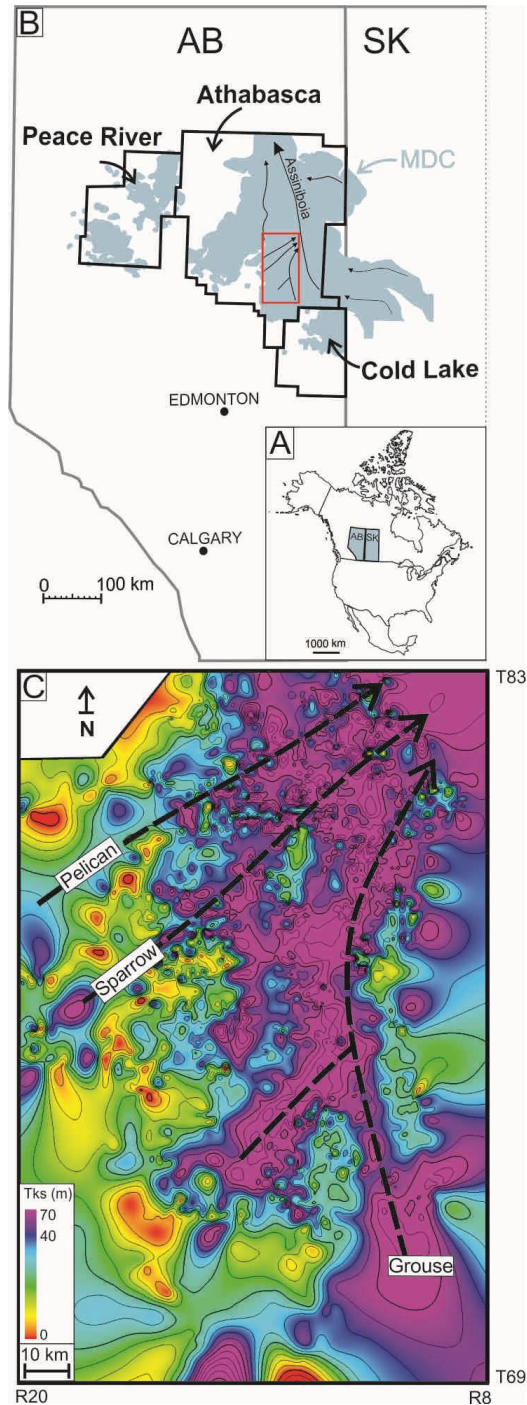 B
AB
SK
Athabasca
Peace River
MDC
Assiniboia
Cold Lake
EDMONTON
CALGARY
0 100 km
A
AB SK
1000 km
C
T83
N
Pelican
Sparrow
Grouse
Tks (m)
70
40
0
10 km
T69
R20
R8